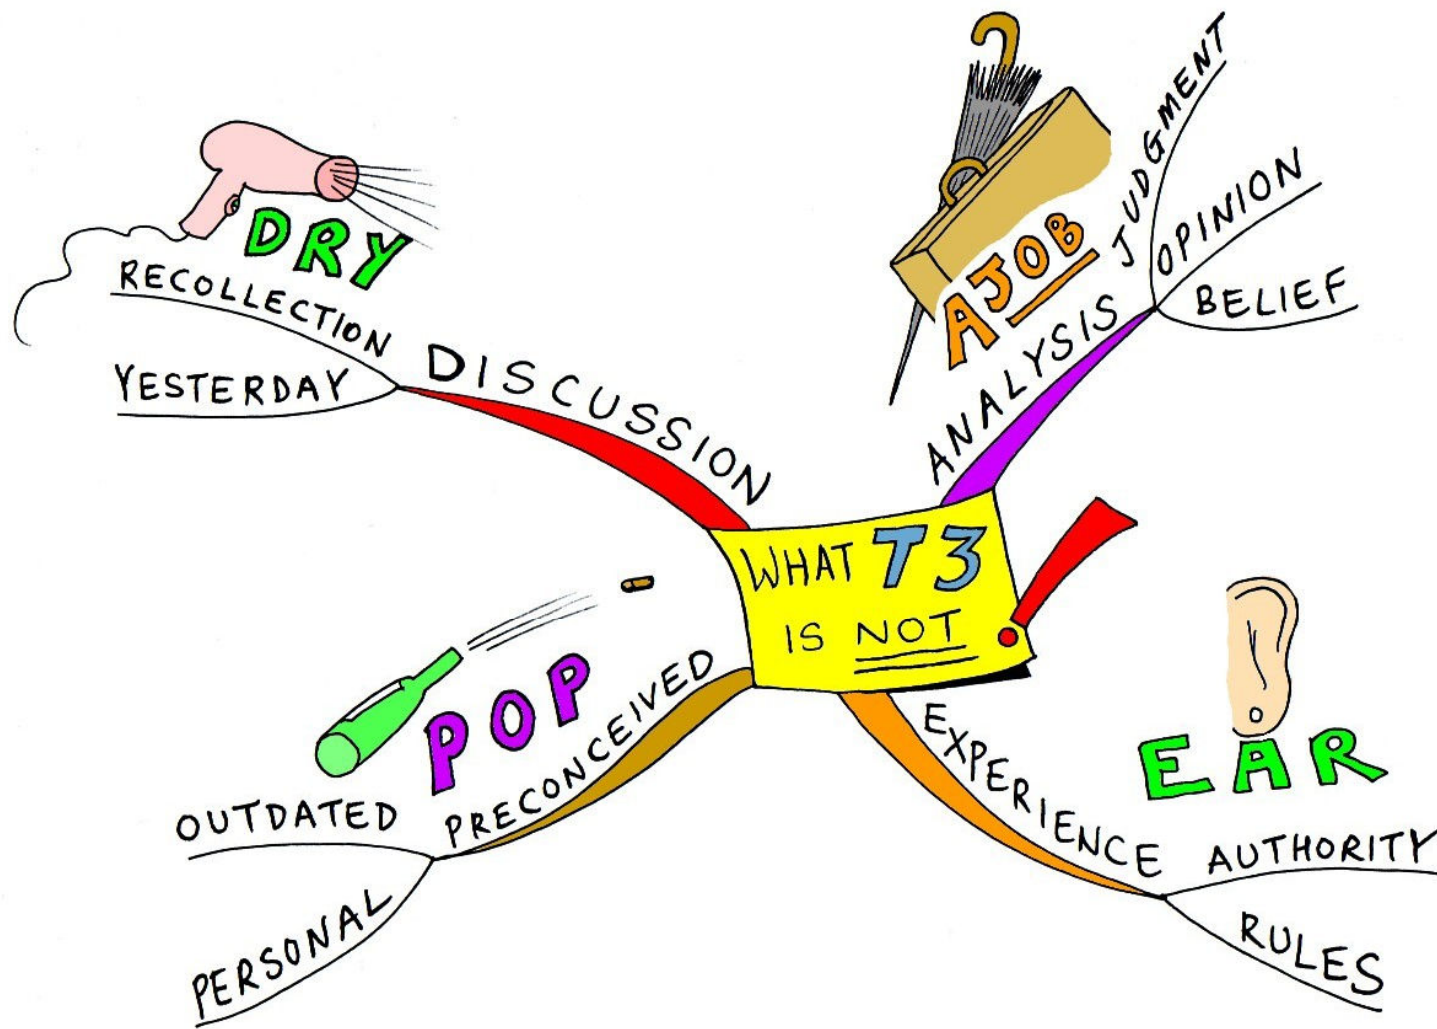 DRY
RECOLLECTION
YESTERDAY
DISCUSSION
AJOB
JUDGMENT
OPINION
BELIEF
ANALYSIS
WHAT T3
IS NOT
POP
PRECONCEIVED
OUTDATED
PERSONAL
EAR
EXPERIENCE
AUTHORITY
RULES